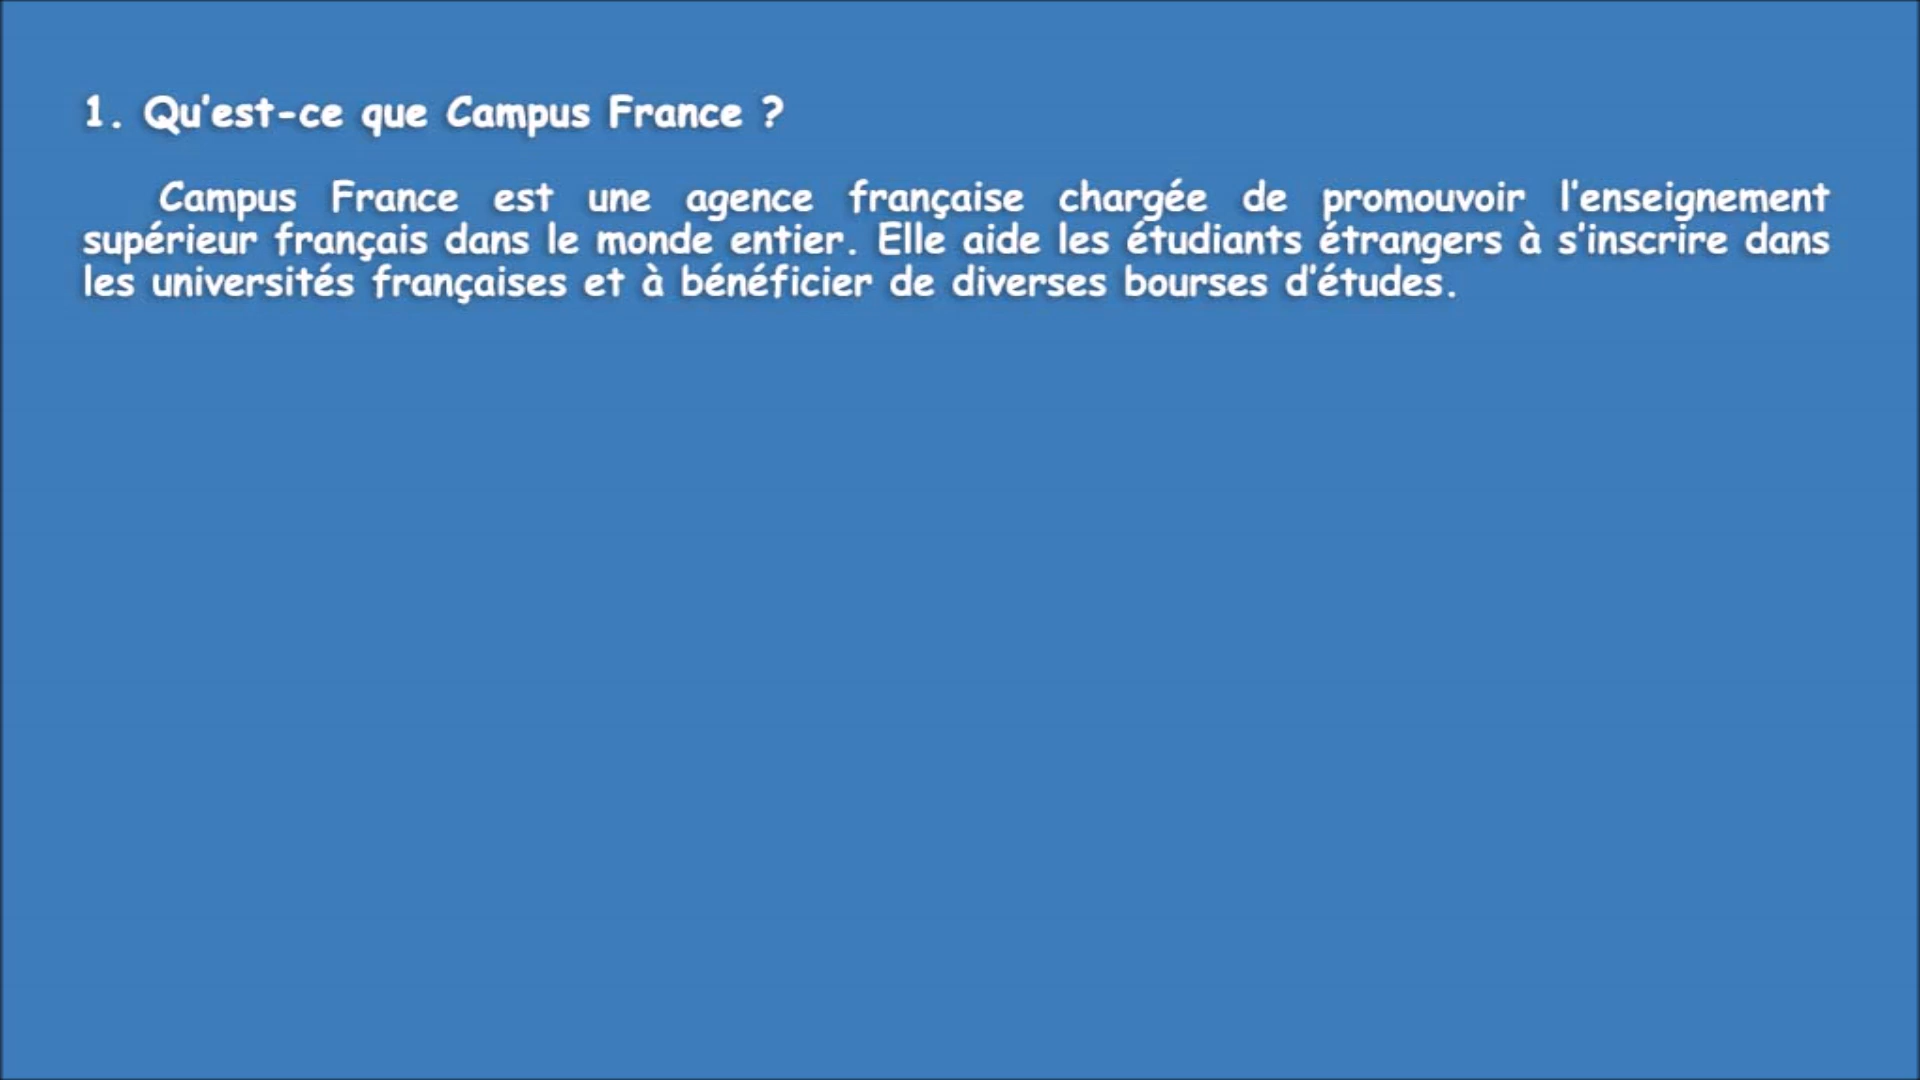 1. Qu'est-ce que Campus France ?
Campus France est une agence française chargée de promouvoir l'enseignement
supérieur français dans le monde entier. Elle aide les étudiants étrangers à s'inscrire dans
les universités françaises et à bénéficier de diverses bourses d'études.